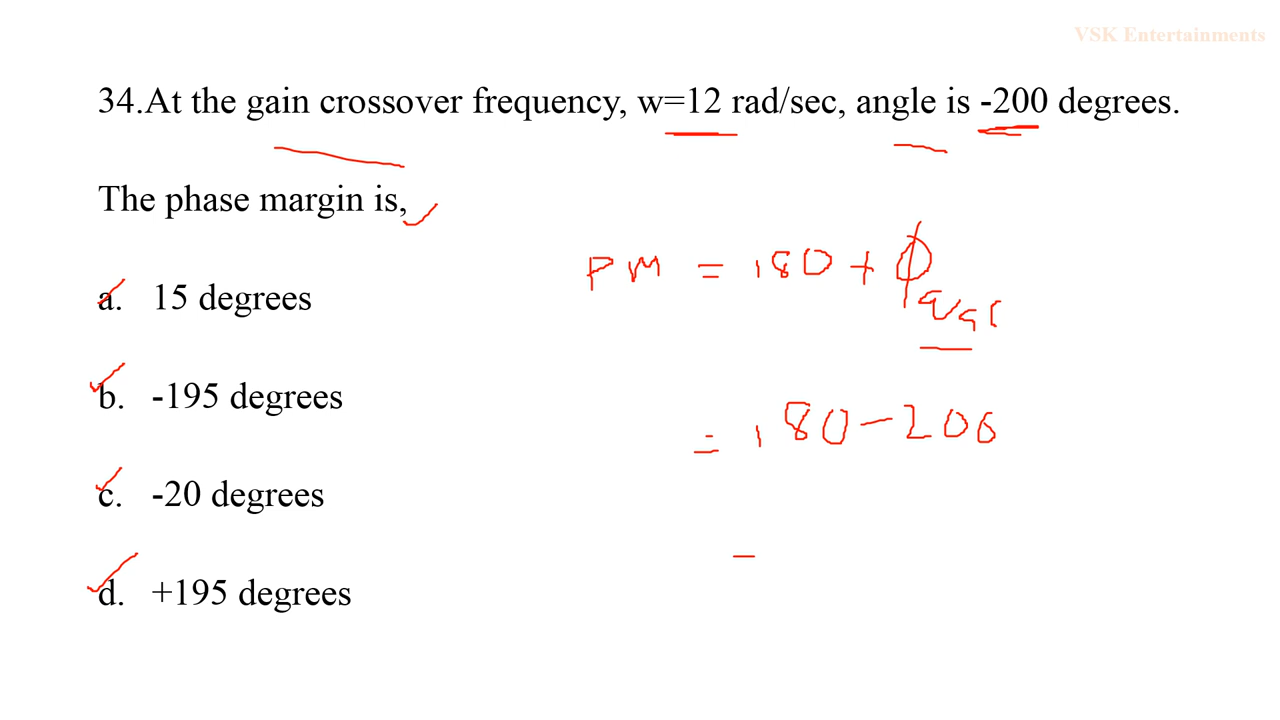 VSK Entertainments
34.At the gain crossover frequency, w=12 rad/sec, angle is -200 degrees.
The phase margin is,
a. 15 degrees
b. -195 degrees
c. -20 degrees
d. +195 degrees
PM = 180 + ϕ
= 180 - 200
-